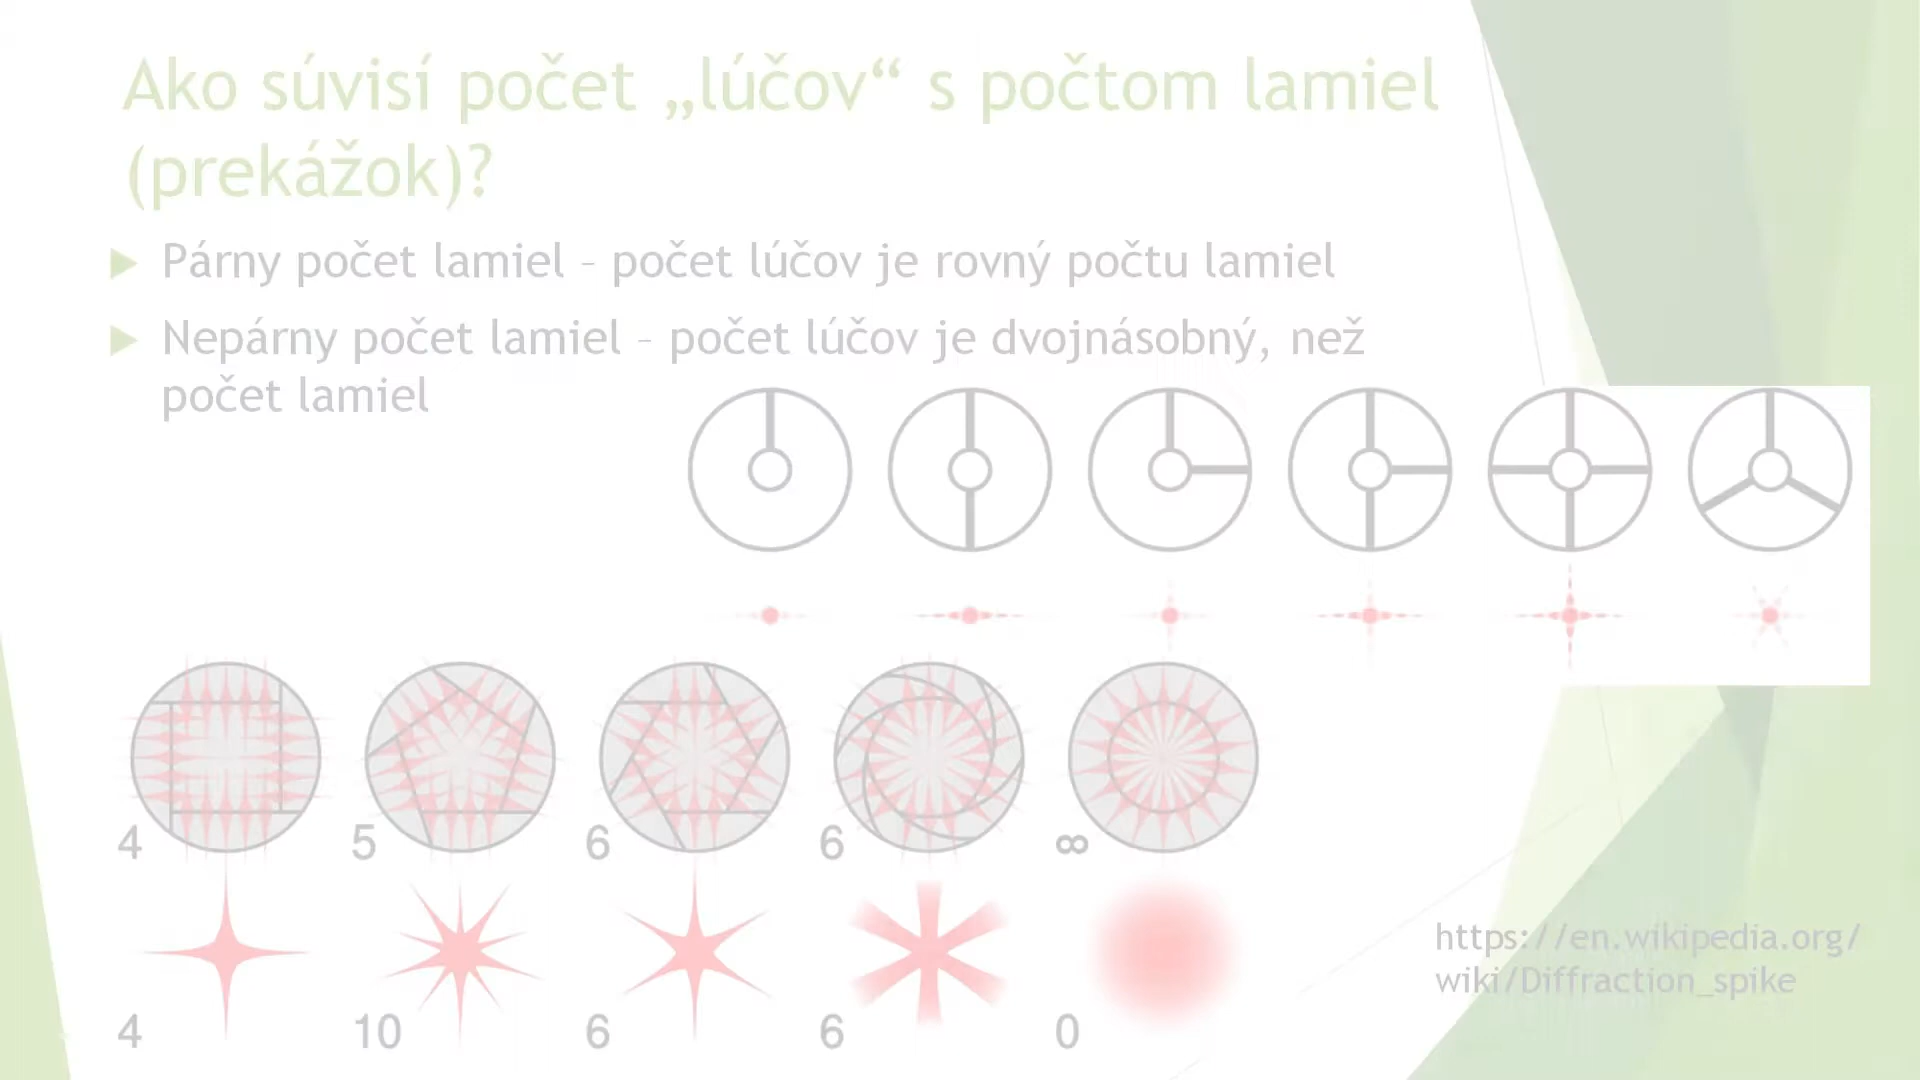 Ako súvisí počet „lúčov“ s počtom lamiel
(prekážok)?
Párny počet lamiel – počet lúčov je rovný počtu lamiel
Nepárny počet lamiel – počet lúčov je dvojnásobný, než
počet lamiel
4 5 6 6 ∞
4 10 6 6 0
https://en.wikipedia.org/
wiki/Diffraction_spike